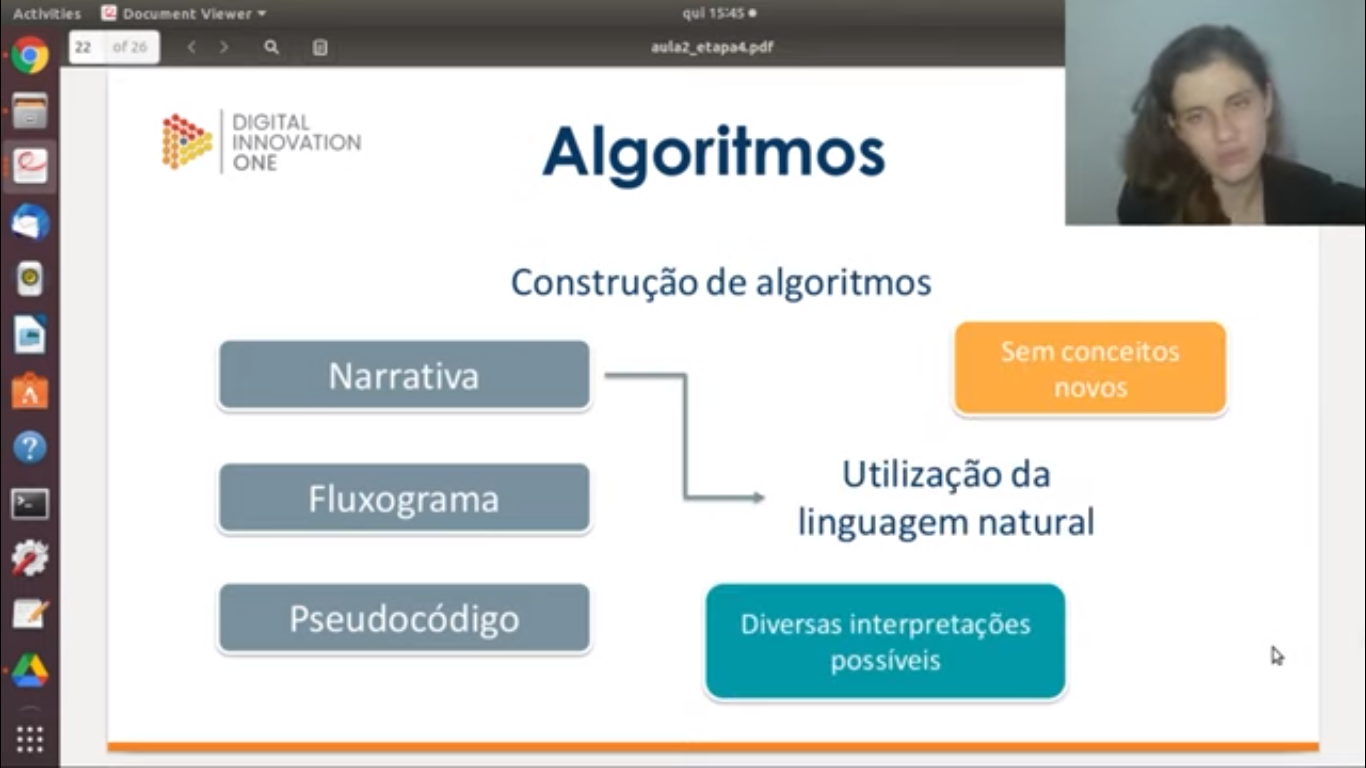 Activities
Document Viewer
qui 15:45
22 of 26
aula2_etapa4.pdf
DIGITAL
INNOVATION
ONE
Algoritmos
Construção de algoritmos
Narrativa
Sem conceitos
novos
Fluxograma
Utilização da
linguagem natural
Pseudocódigo
Diversas interpretações
possíveis